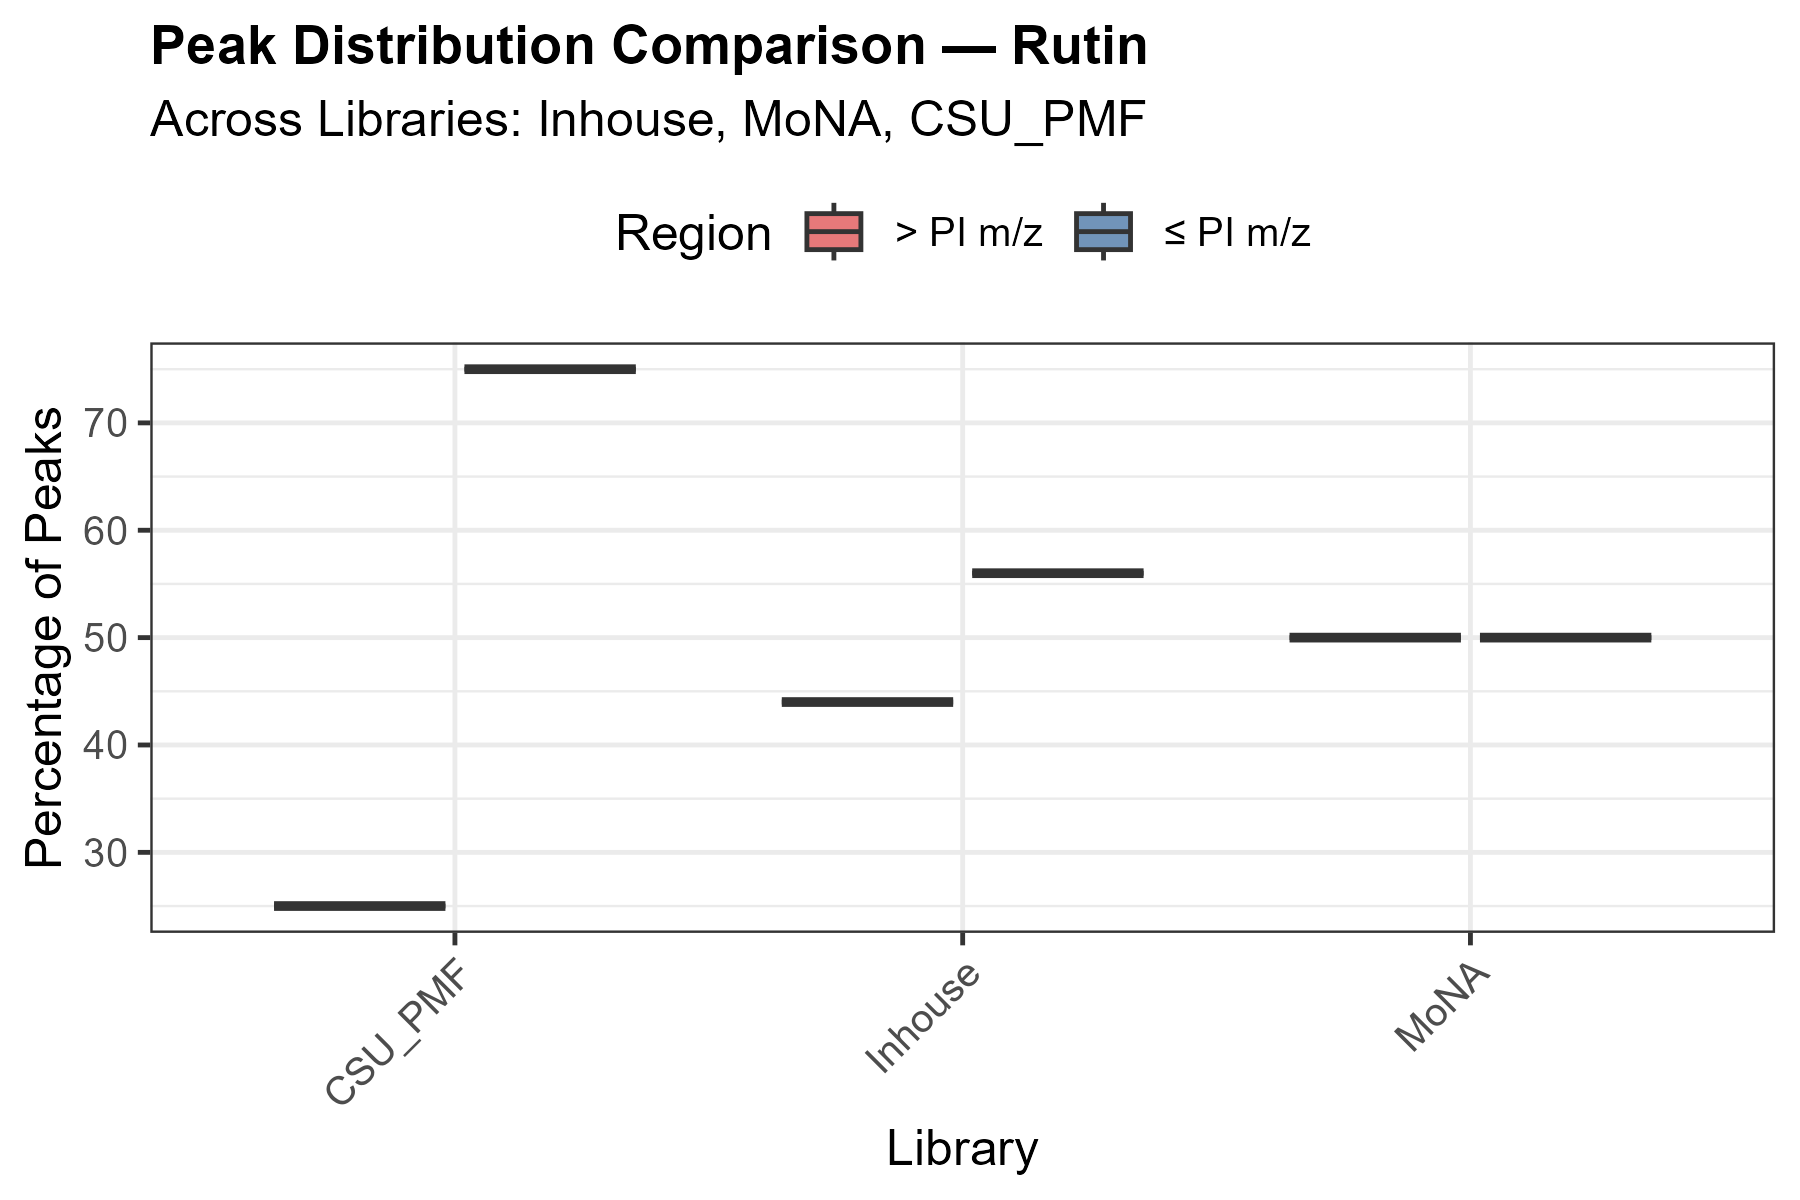 Peak Distribution Comparison — Rutin
Across Libraries: Inhouse, MoNA, CSU_PMF
Region > PI m/z ≤ PI m/z
Percentage of Peaks
70
60
50
40
30
CSU_PMF Inhouse MoNA
Library